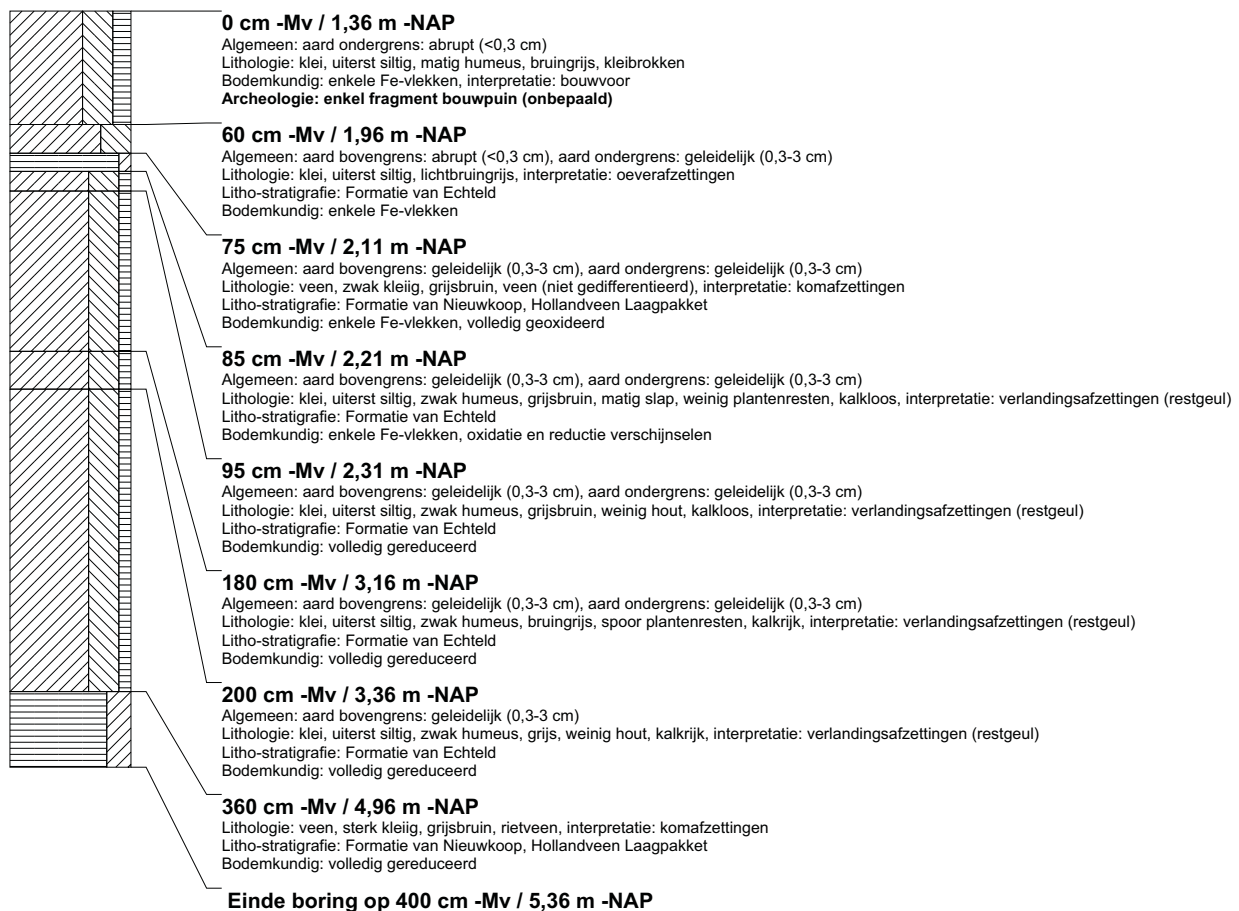 0 cm -Mv / 1,36 m -NAP
Algemeen: aard ondergrens: abrupt (<0,3 cm)
Lithologie: klei, uiterst siltig, matig humeus, bruingrijs, kleibrokken
Bodemkundig: enkele Fe-vlekken, interpretatie: bouwvoor
Archeologie: enkel fragment bouwpuin (onbepaald)
60 cm -Mv / 1,96 m -NAP
Algemeen: aard bovengrens: abrupt (<0,3 cm), aard ondergrens: geleidelijk (0,3-3 cm)
Lithologie: klei, uiterst siltig, lichtbruingrijs, interpretatie: oeverafzettingen
Litho-stratigrafie: Formatie van Echteld
Bodemkundig: enkele Fe-vlekken
75 cm -Mv / 2,11 m -NAP
Algemeen: aard bovengrens: geleidelijk (0,3-3 cm), aard ondergrens: geleidelijk (0,3-3 cm)
Lithologie: veen, zwak kleiig, grijsbruin, veen (niet gedifferentieerd), interpretatie: komafzettingen
Litho-stratigrafie: Formatie van Nieuwkoop, Hollandveen Laagpakket
Bodemkundig: enkele Fe-vlekken, volledig geoxideerd
85 cm -Mv / 2,21 m -NAP
Algemeen: aard bovengrens: geleidelijk (0,3-3 cm), aard ondergrens: geleidelijk (0,3-3 cm)
Lithologie: klei, uiterst siltig, zwak humeus, grijsbruin, matig slap, weinig plantenresten, kalkloos, interpretatie: verlandingsafzettingen (restgeul)
Litho-stratigrafie: Formatie van Echteld
Bodemkundig: enkele Fe-vlekken, oxidatie en reductie verschijnselen
95 cm -Mv / 2,31 m -NAP
Algemeen: aard bovengrens: geleidelijk (0,3-3 cm), aard ondergrens: geleidelijk (0,3-3 cm)
Lithologie: klei, uiterst siltig, zwak humeus, grijsbruin, weinig hout, kalkloos, interpretatie: verlandingsafzettingen (restgeul)
Litho-stratigrafie: Formatie van Echteld
Bodemkundig: volledig gereduceerd
180 cm -Mv / 3,16 m -NAP
Algemeen: aard bovengrens: geleidelijk (0,3-3 cm), aard ondergrens: geleidelijk (0,3-3 cm)
Lithologie: klei, uiterst siltig, zwak humeus, bruingrijs, spoor plantenresten, kalkrijk, interpretatie: verlandingsafzettingen (restgeul)
Litho-stratigrafie: Formatie van Echteld
Bodemkundig: volledig gereduceerd
200 cm -Mv / 3,36 m -NAP
Algemeen: aard bovengrens: geleidelijk (0,3-3 cm)
Lithologie: klei, uiterst siltig, zwak humeus, grijs, weinig hout, kalkrijk, interpretatie: verlandingsafzettingen (restgeul)
Litho-stratigrafie: Formatie van Echteld
Bodemkundig: volledig gereduceerd
360 cm -Mv / 4,96 m -NAP
Lithologie: veen, sterk kleiig, grijsbruin, rietveen, interpretatie: komafzettingen
Litho-stratigrafie: Formatie van Nieuwkoop, Hollandveen Laagpakket
Bodemkundig: volledig gereduceerd
Einde boring op 400 cm -Mv / 5,36 m -NAP